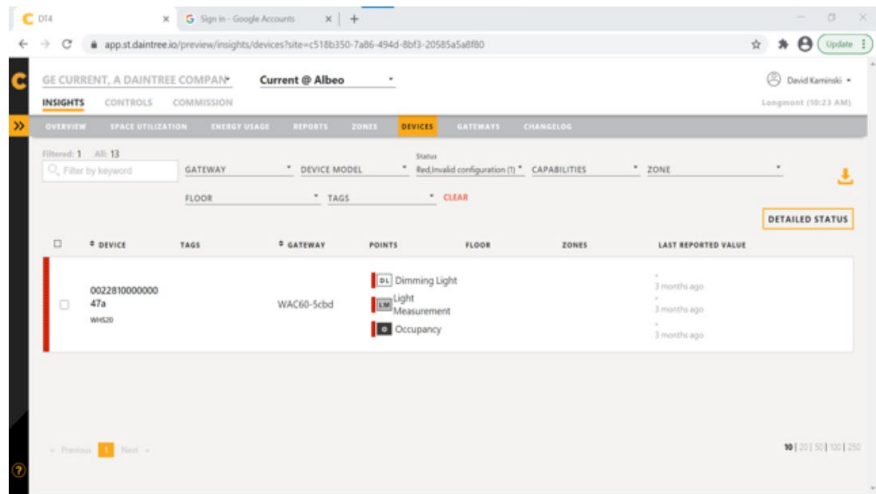 DT4
Sign in - Google Accounts
app.st.daintree.io/preview/insights/devices?site=c518b350-7a86-494d-8bf3-20585a5a8f80
Update
GE CURRENT, A DAINTREE COMPAN
Current @ Albeo
David Kaminski
INSIGHTS CONTROLS COMMISSION
Longmont (10:23 AM)
OVERVIEW SPACE UTILIZATION ENERGY USAGE REPORTS ZONES DEVICES GATEWAYS CHANGELOG
Filtered: 1 All: 13
Status
Filter by keyword
GATEWAY DEVICE MODEL Red,Invalid configuration (1) CAPABILITIES ZONE
FLOOR TAGS CLEAR
DETAILED STATUS
DEVICE TAGS GATEWAY POINTS FLOOR ZONES LAST REPORTED VALUE
0022810000000
47a
WHS20
WAC60-5cbd
DL Dimming Light
LM Light
Measurement
O Occupancy
-
3 months ago
-
3 months ago
-
3 months ago
« Previous 1 Next »
10 | 20 | 50 | 100 | 250
?